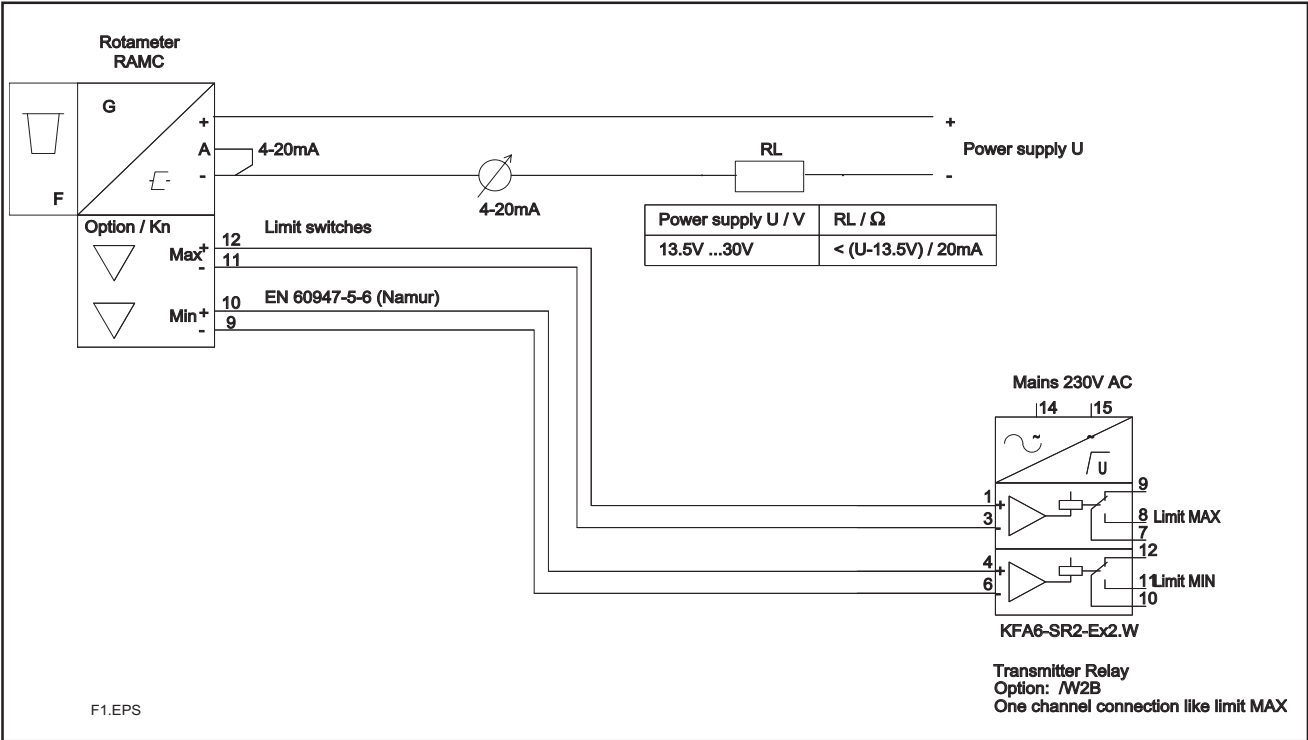 Rotameter
RAMC
G
F
+
A
-
4-20mA
4-20mA
RL
+
Power supply U
-
Power supply U / V RL / Ω
13.5V ...30V < (U-13.5V) / 20mA
Option / Kn
Limit switches
Max + 12
- 11
EN 60947-5-6 (Namur)
Min + 10
- 9
Mains 230V AC
14 15
~ ~
U
1 +
3 -
9
8 Limit MAX
7
4 +
6 -
12
11 Limit MIN
10
KFA6-SR2-Ex2.W
Transmitter Relay
Option: /W2B
One channel connection like limit MAX
F1.EPS